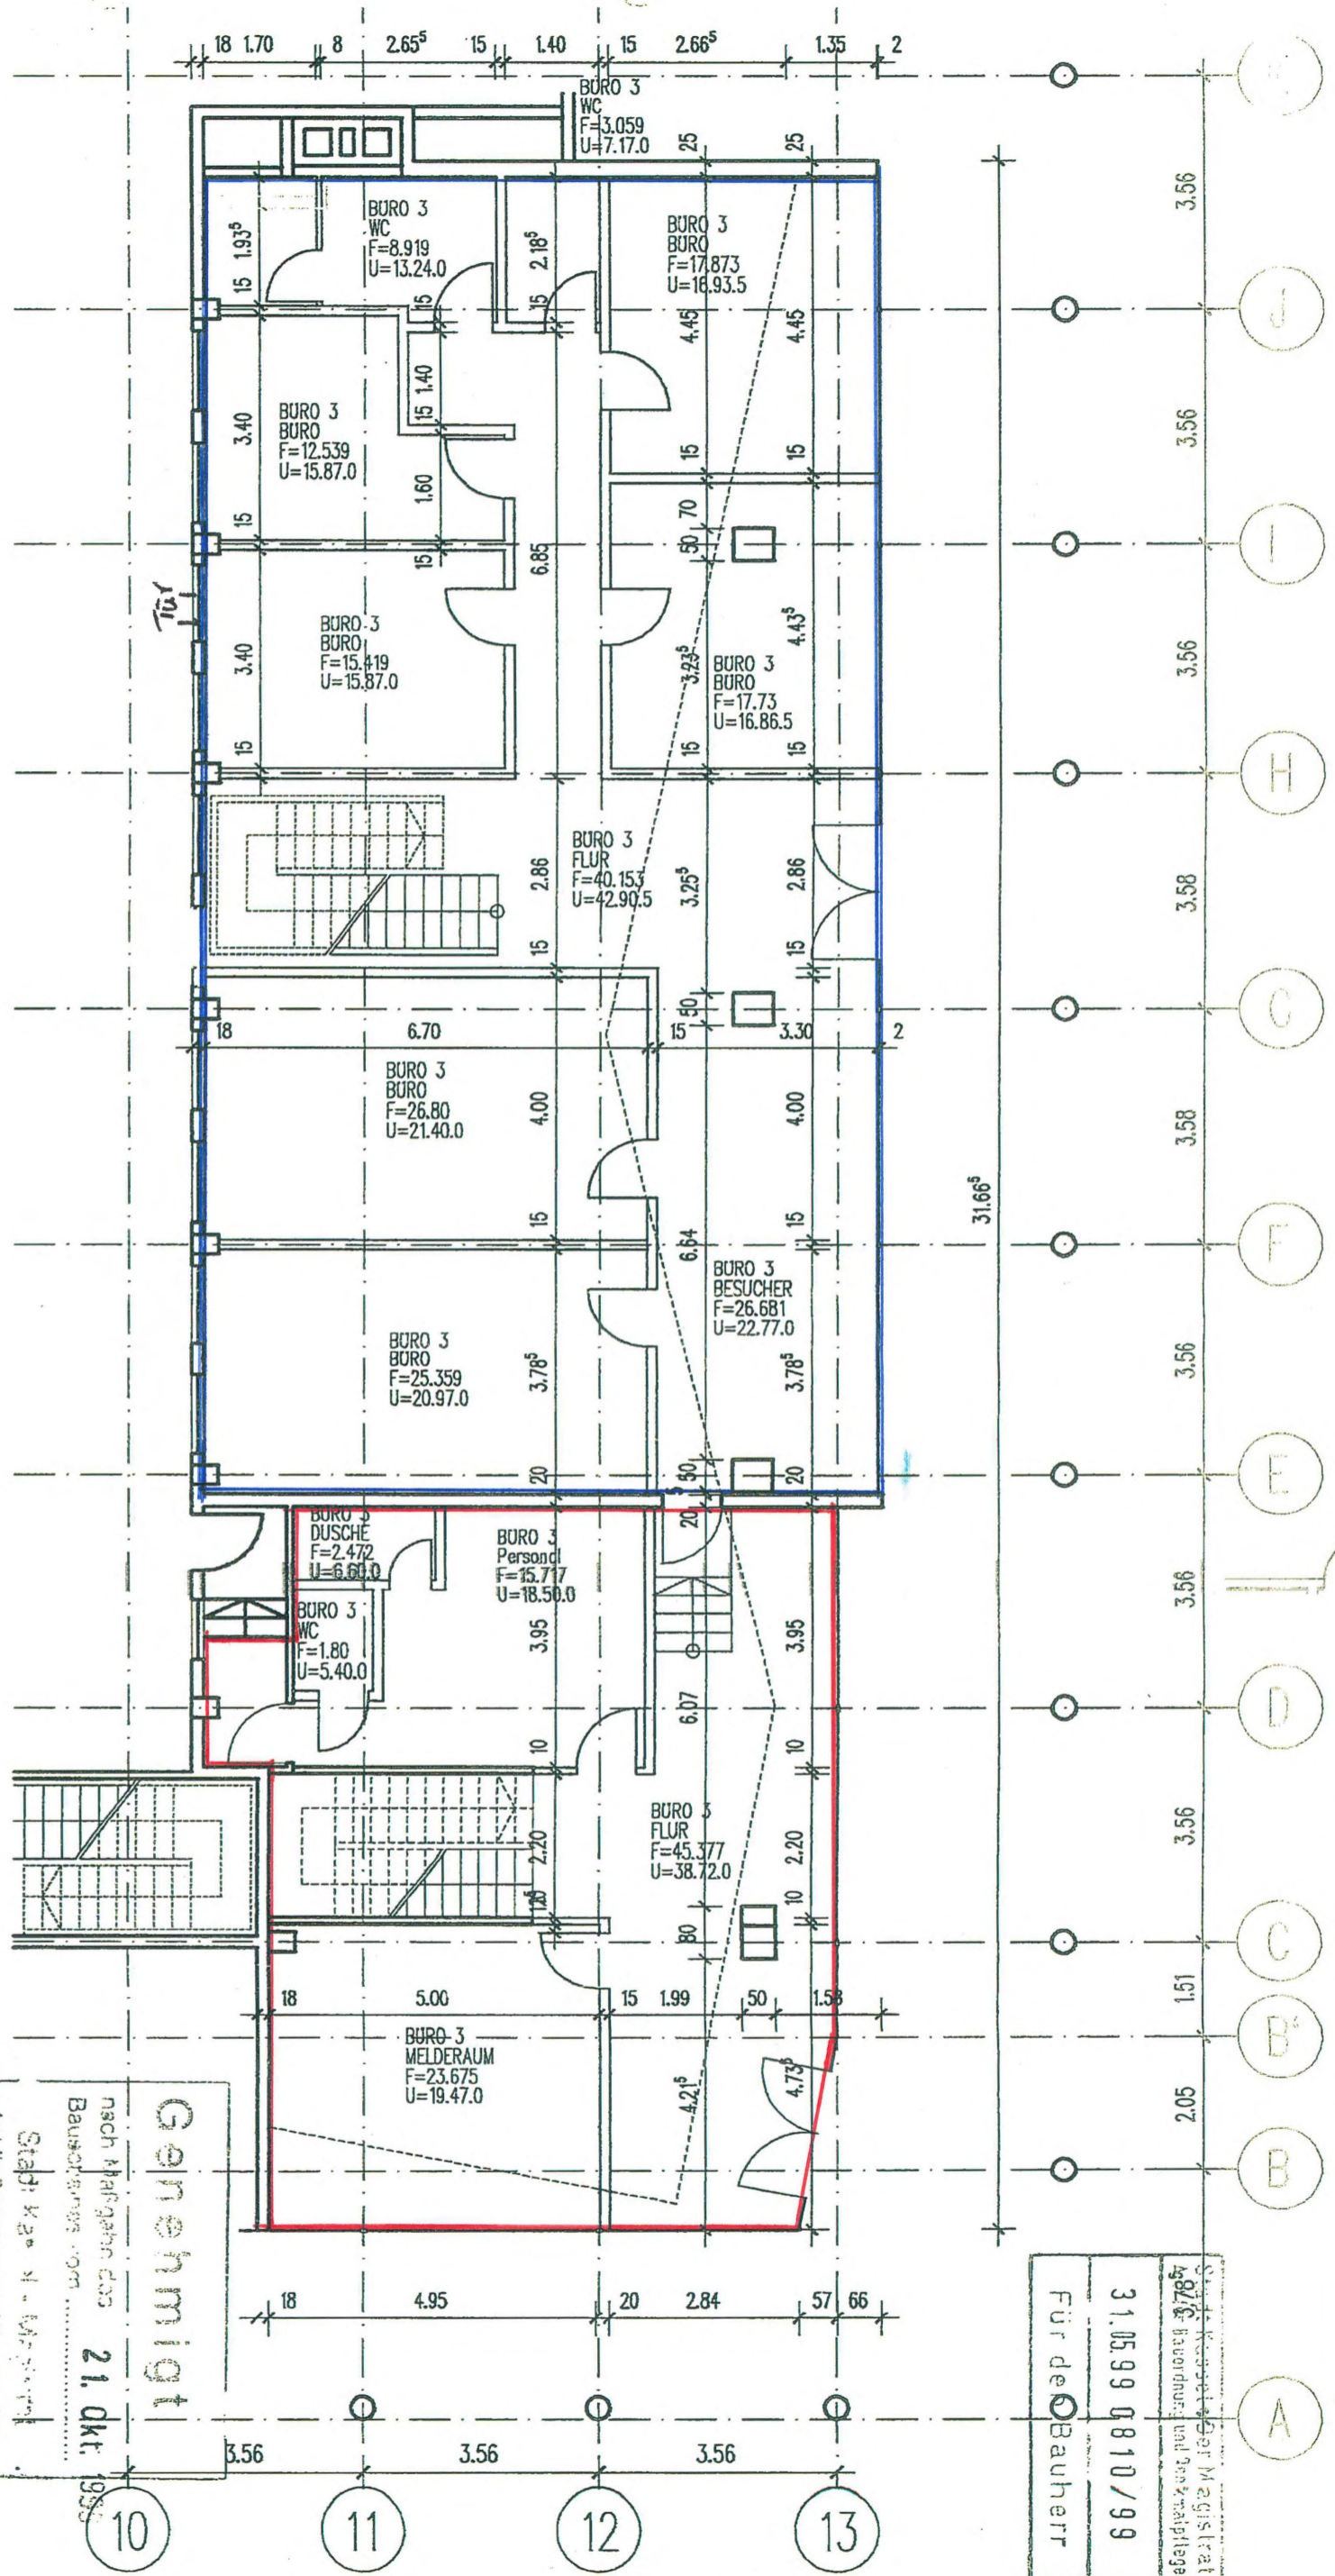 18 1.70 8 2.65⁵ 15 1.40 15 2.66⁵ 1.35 2
BÜRO 3
WC
F=3.059
U=7.17.0
25 25
BÜRO 3
WC
F=8.919
U=13.24.0
1.93⁵
15
2.18⁵
15
15
BÜRO 3
BÜRO
F=17.873
U=16.93.5
4.45 4.45
3.56
J
1.40
15
BÜRO 3
BÜRO
F=12.539
U=15.87.0
3.40
1.60
15
15
15 15
70
50
3.56
I
6.85
Tür
BÜRO 3
BÜRO
F=15.419
U=15.87.0
3.40
15
3.23⁵
4.43⁵
BÜRO 3
BÜRO
F=17.73
U=16.86.5
15 15
3.56
H
BÜRO 3
FLUR
F=40.153
U=42.90.5
2.86
3.25⁵
2.86
15 15
50
3.58
G
18 6.70 15 3.30 2
BÜRO 3
BÜRO
F=26.80
U=21.40.0
4.00 4.00
15 15
3.58
31.66⁵
F
6.64
BÜRO 3
BESUCHER
F=26.681
U=22.77.0
BÜRO 3
BÜRO
F=25.359
U=20.97.0
3.78⁵ 3.78⁵
3.56
20 50 20
E
5
20
BÜRO 3
DUSCHE
F=2.472
U=6.60.0
BÜRO 3
Personal
F=15.717
U=18.50.0
BÜRO 3
WC
F=1.80
U=5.40.0
3.95 3.95
3.56
6.07
D
10 10
BÜRO 3
FLUR
F=45.377
U=38.72.0
2.20 2.20
3.56
10
80
C
18 5.00 15 1.99 50 1.58
1.51
BÜRO 3
MELDERAUM
F=23.675
U=19.47.0
4.21⁵ 4.73⁵
B'
2.05
B
Genehmigt
nach Maßgabe des
Bauscheines vom
21. Okt. 1999
18 4.95 20 2.84 57 66
Der Magistrat
31.05.99 0810/99
Für den Bauherr
A
3.56 3.56 3.56
10 11 12 13